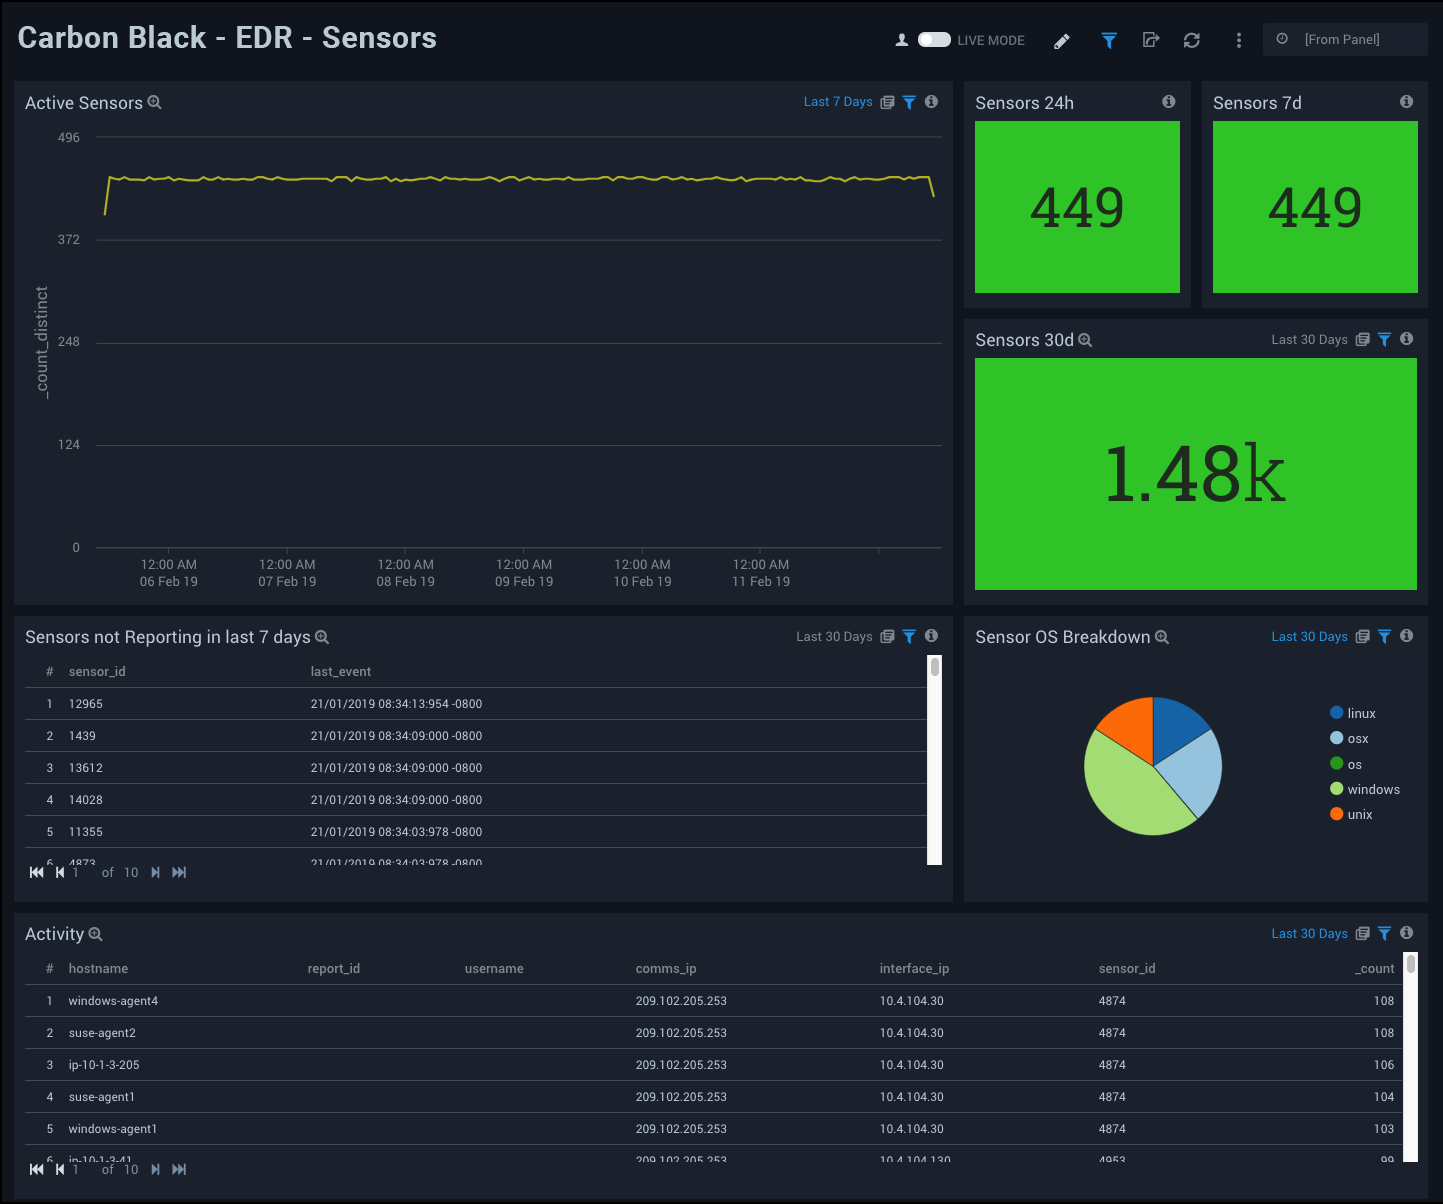 Carbon Black - EDR - Sensors
LIVE MODE
[From Panel]
Active Sensors
Last 7 Days
496
372
248
124
0
_count_distinct
12:00 AM 12:00 AM 12:00 AM 12:00 AM 12:00 AM 12:00 AM
06 Feb 19 07 Feb 19 08 Feb 19 09 Feb 19 10 Feb 19 11 Feb 19
Sensors 24h
449
Sensors 7d
449
Sensors 30d
Last 30 Days
1.48k
Sensors not Reporting in last 7 days
Last 30 Days
# sensor_id last_event
1 12965 21/01/2019 08:34:13:954 -0800
2 1439 21/01/2019 08:34:09:000 -0800
3 13612 21/01/2019 08:34:09:000 -0800
4 14028 21/01/2019 08:34:09:000 -0800
5 11355 21/01/2019 08:34:03:978 -0800
6 4873 21/01/2019 08:34:03:978 -0800
1 of 10
Sensor OS Breakdown
Last 30 Days
linux
osx
os
windows
unix
Activity
Last 30 Days
# hostname report_id username comms_ip interface_ip sensor_id _count
1 windows-agent4 209.102.205.253 10.4.104.30 4874 108
2 suse-agent2 209.102.205.253 10.4.104.30 4874 108
3 ip-10-1-3-205 209.102.205.253 10.4.104.30 4874 106
4 suse-agent1 209.102.205.253 10.4.104.30 4874 104
5 windows-agent1 209.102.205.253 10.4.104.30 4874 103
6 ip-10-1-3-41 209.102.205.253 10.4.104.130 4953 99
1 of 10